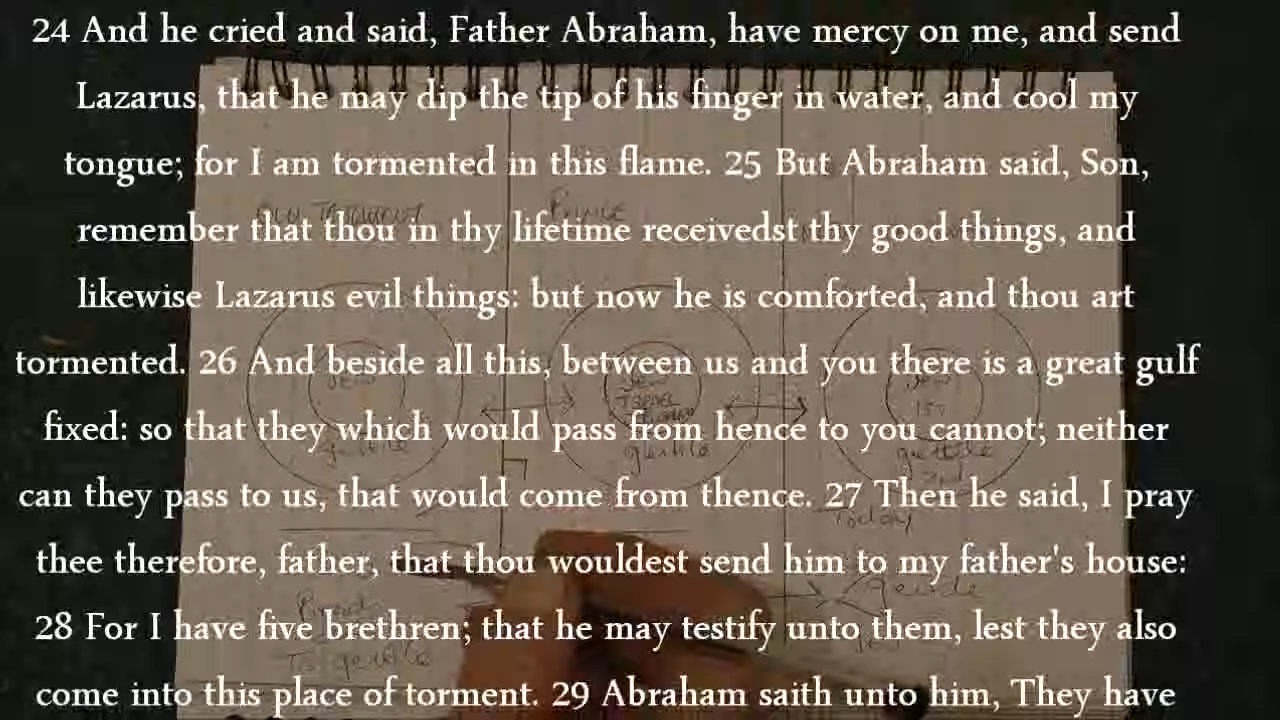 24 And he cried and said, Father Abraham, have mercy on me, and send
Lazarus, that he may dip the tip of his finger in water, and cool my
tongue; for I am tormented in this flame. 25 But Abraham said, Son,
remember that thou in thy lifetime receivedst thy good things, and
likewise Lazarus evil things: but now he is comforted, and thou art
tormented. 26 And beside all this, between us and you there is a great gulf
fixed: so that they which would pass from hence to you cannot; neither
can they pass to us, that would come from thence. 27 Then he said, I pray
thee therefore, father, that thou wouldest send him to my father's house:
28 For I have five brethren; that he may testify unto them, lest they also
come into this place of torment. 29 Abraham saith unto him, They have
OLD TESTAMENT
Jew
gentile
Jew
gentile
Today